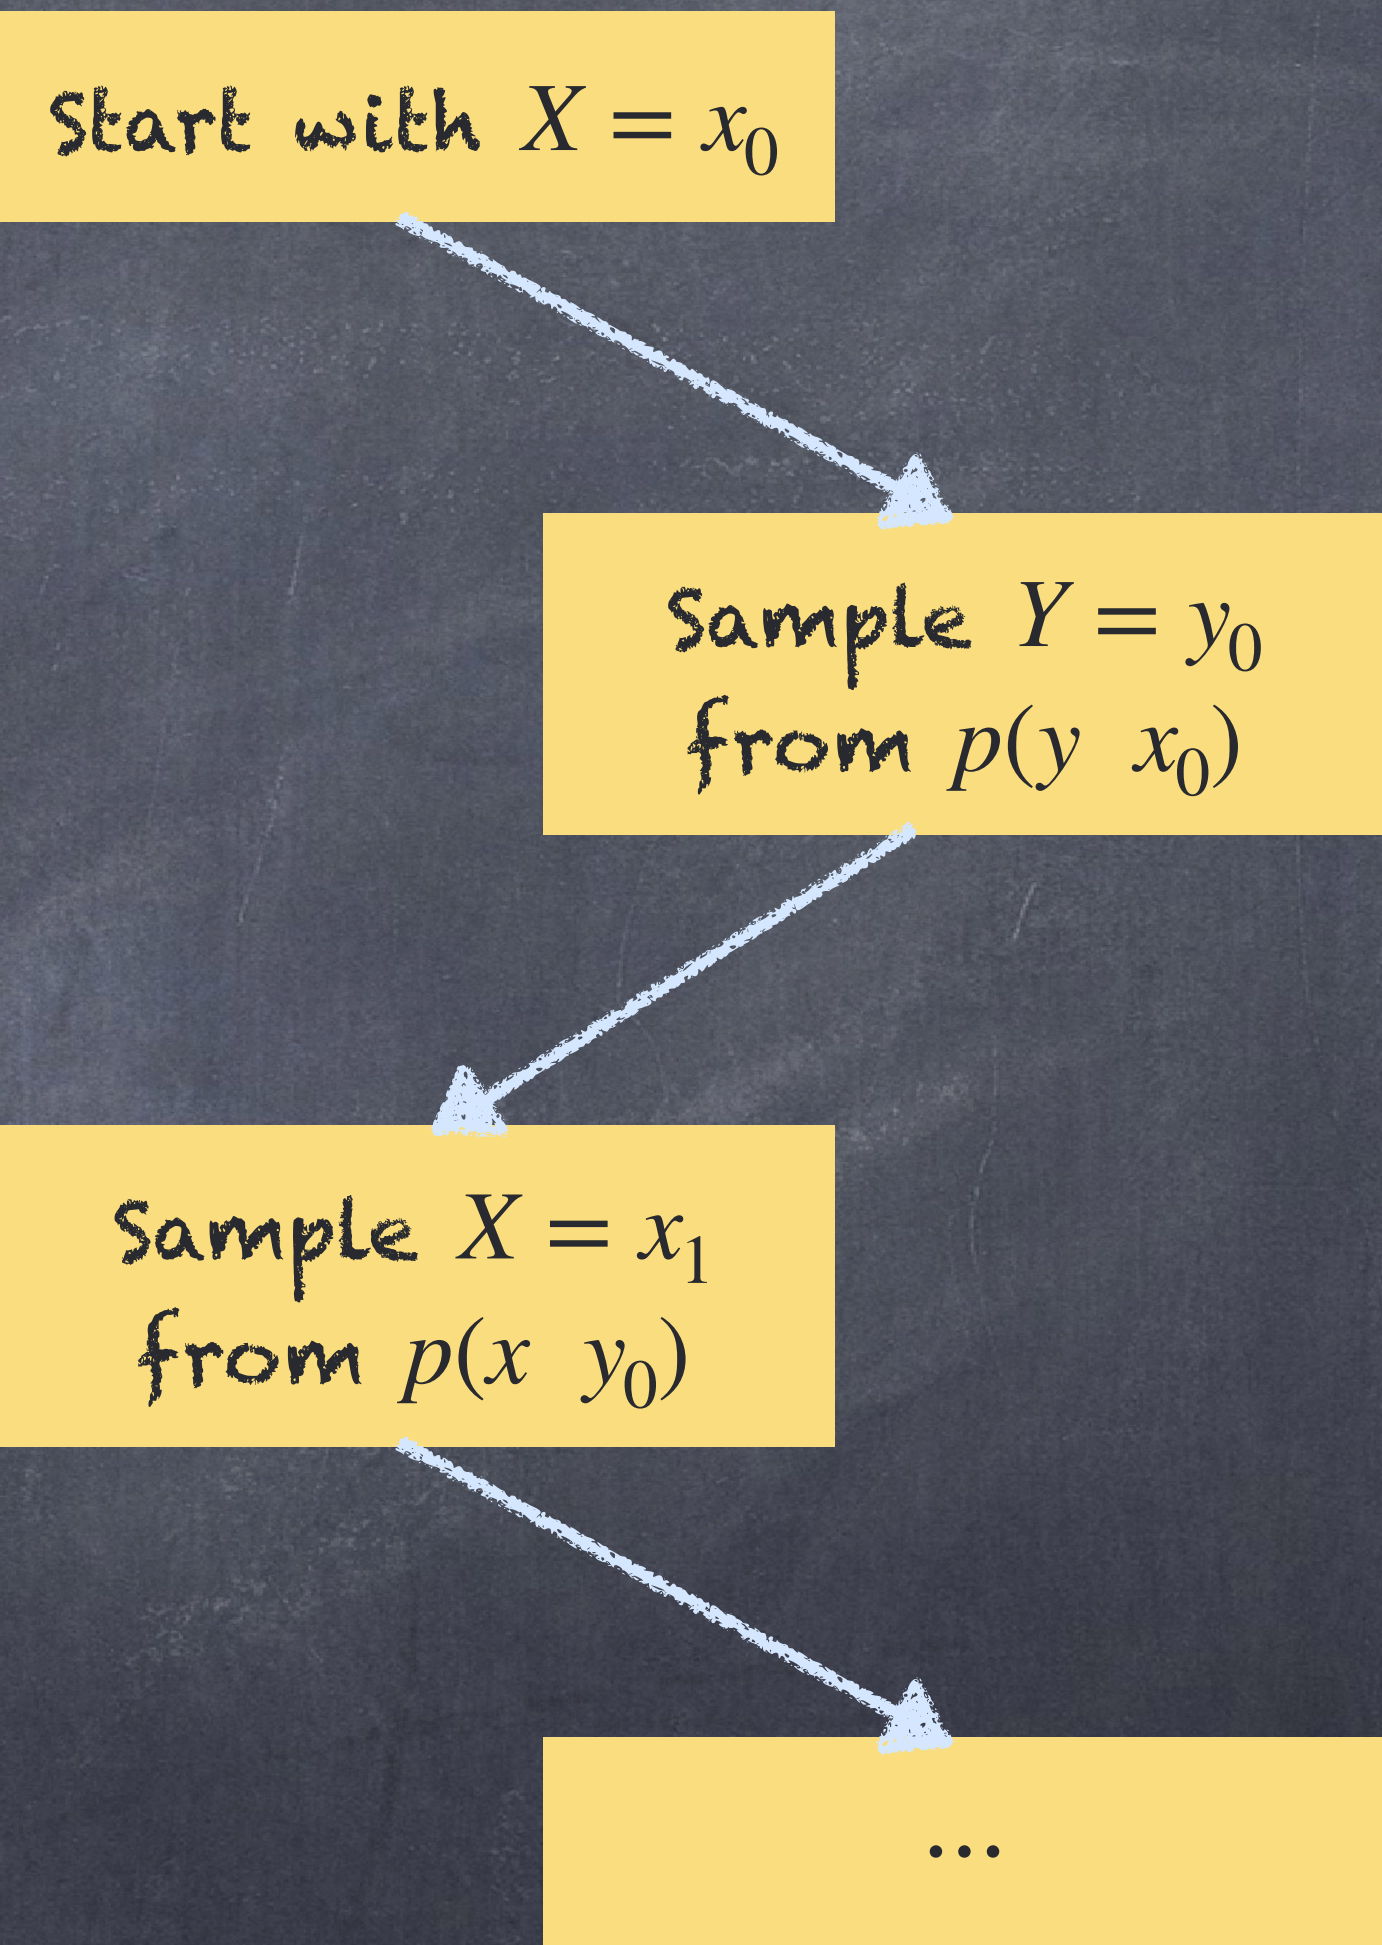 Start with X = x₀
Sample Y = y₀
from p(y x₀)
Sample X = x₁
from p(x y₀)
...